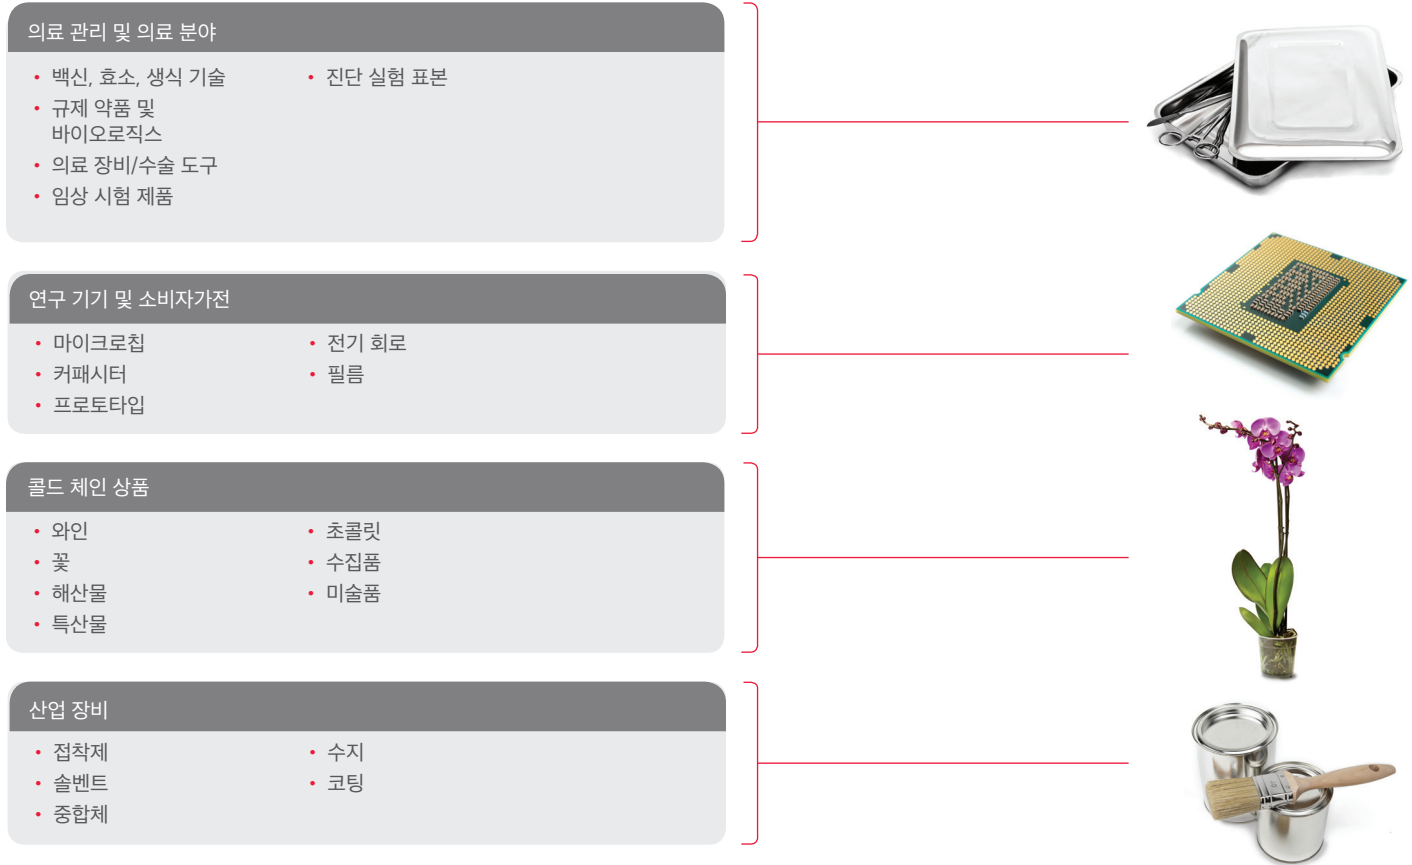 의료 관리 및 의료 분야
• 백신, 효소, 생식 기술
• 규제 약품 및
바이오로직스
• 의료 장비/수술 도구
• 임상 시험 제품
• 진단 실험 표본
연구 기기 및 소비자가전
• 마이크로칩
• 커패시터
• 프로토타입
• 전기 회로
• 필름
콜드 체인 상품
• 와인
• 꽃
• 해산물
• 특산물
• 초콜릿
• 수집품
• 미술품
산업 장비
• 접착제
• 솔벤트
• 중합체
• 수지
• 코팅